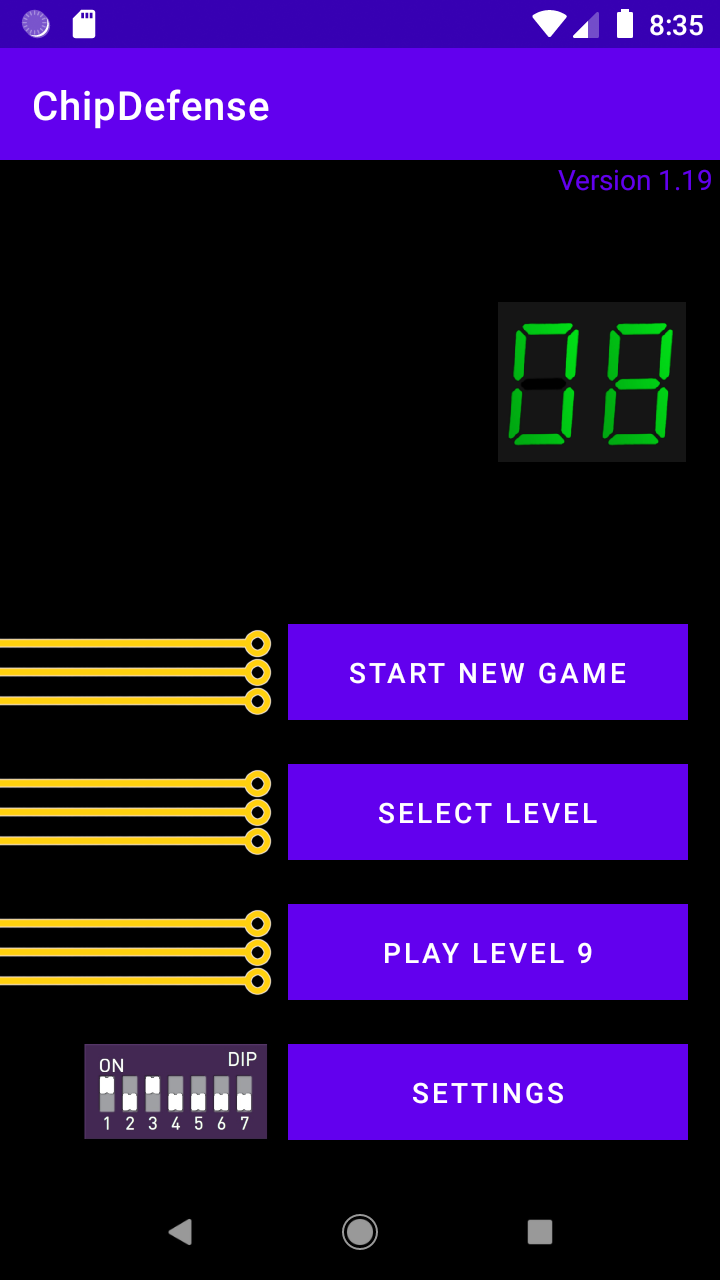 8:35
ChipDefense
Version 1.19
08
START NEW GAME
SELECT LEVEL
PLAY LEVEL 9
ON DIP
1 2 3 4 5 6 7
SETTINGS